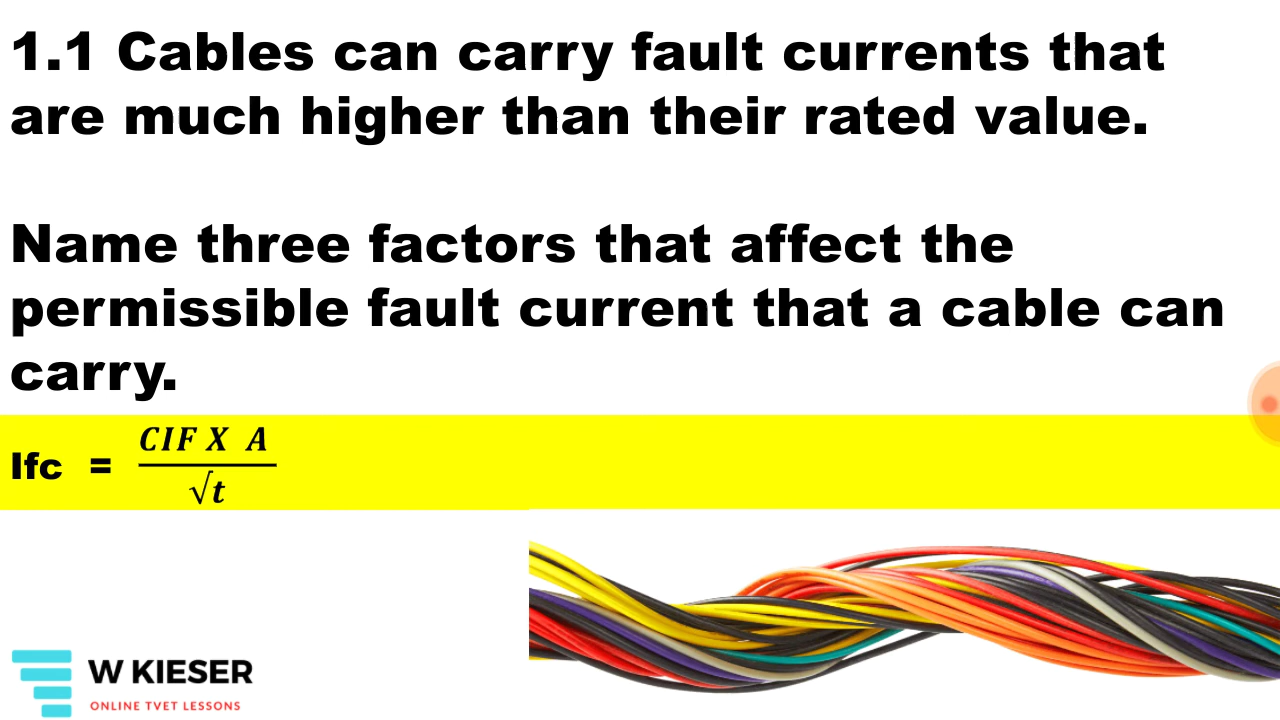 1.1 Cables can carry fault currents that
are much higher than their rated value.
Name three factors that affect the
permissible fault current that a cable can
carry.
Ifc = CIF X A
√t
W KIESER
ONLINE TVET LESSONS